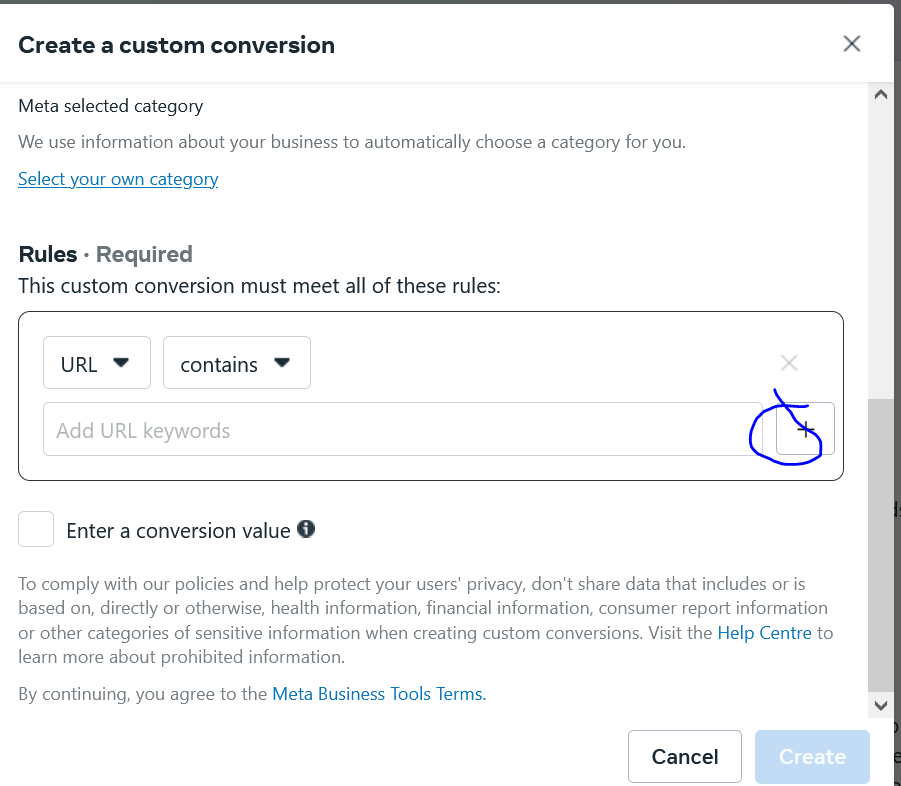 Create a custom conversion
Meta selected category
We use information about your business to automatically choose a category for you.
Select your own category
Rules · Required
This custom conversion must meet all of these rules:
URL contains
Add URL keywords
+
Enter a conversion value
To comply with our policies and help protect your users' privacy, don't share data that includes or is
based on, directly or otherwise, health information, financial information, consumer report information
or other categories of sensitive information when creating custom conversions. Visit the Help Centre to
learn more about prohibited information.
By continuing, you agree to the Meta Business Tools Terms.
Cancel Create